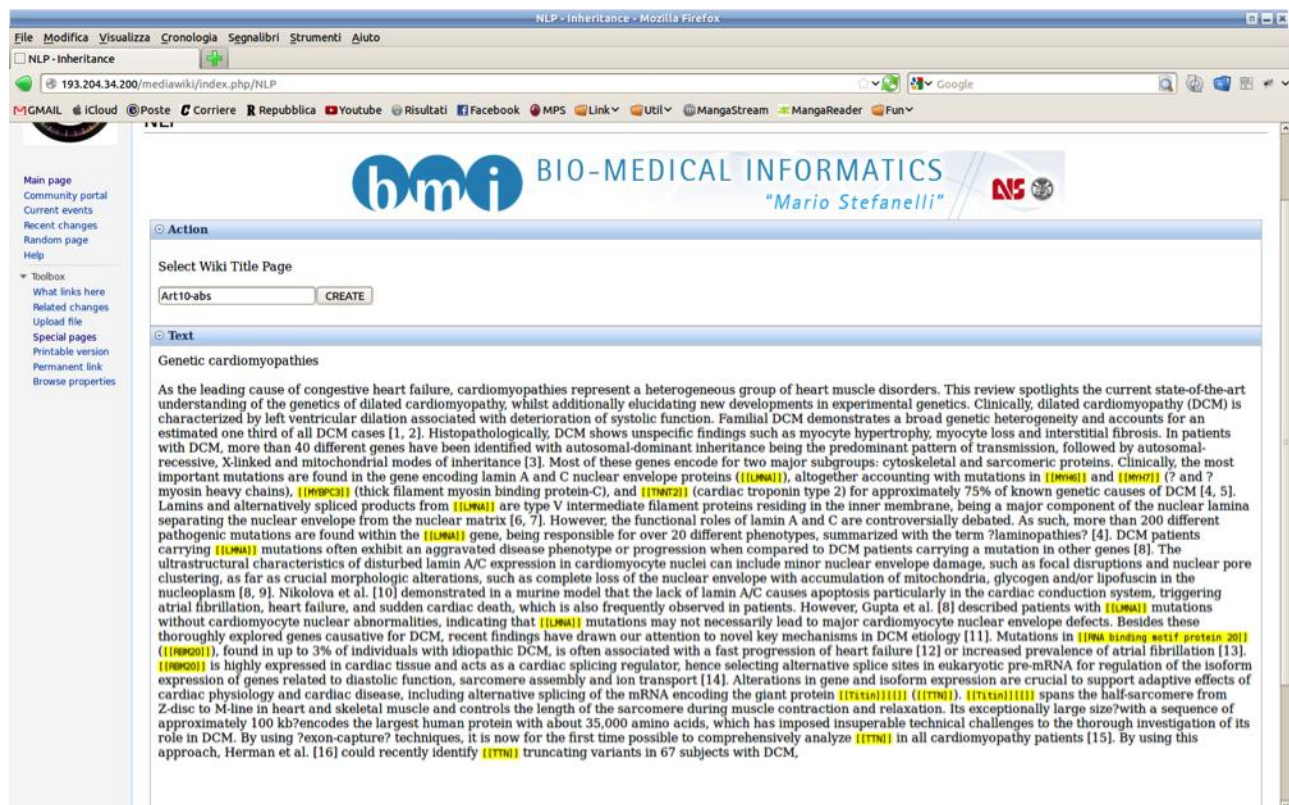 NLP - Inheritance - Mozilla Firefox
File Modifica Visualizza Cronologia Segnalibri Strumenti Aiuto
NLP - Inheritance
193.204.34.200/mediawiki/index.php/NLP
Google
GMAIL iCloud Poste Corriere Repubblica Youtube Risultati Facebook MPS Link Util MangaStream MangaReader Fun
NLP
bmi BIO-MEDICAL INFORMATICS
"Mario Stefanelli"
Main page
Community portal
Current events
Recent changes
Random page
Help
Toolbox
What links here
Related changes
Upload file
Special pages
Printable version
Permanent link
Browse properties
Action
Select Wiki Title Page
Art10-abs CREATE
Text
Genetic cardiomyopathies
As the leading cause of congestive heart failure, cardiomyopathies represent a heterogeneous group of heart muscle disorders. This review spotlights the current state-of-the-art
understanding of the genetics of dilated cardiomyopathy, whilst additionally elucidating new developments in experimental genetics. Clinically, dilated cardiomyopathy (DCM) is
characterized by left ventricular dilation associated with deterioration of systolic function. Familial DCM demonstrates a broad genetic heterogeneity and accounts for an
estimated one third of all DCM cases [1, 2]. Histopathologically, DCM shows unspecific findings such as myocyte hypertrophy, myocyte loss and interstitial fibrosis. In patients
with DCM, more than 40 different genes have been identified with autosomal-dominant inheritance being the predominant pattern of transmission, followed by autosomal-
recessive, X-linked and mitochondrial modes of inheritance [3]. Most of these genes encode for two major subgroups: cytoskeletal and sarcomeric proteins. Clinically, the most
important mutations are found in the gene encoding lamin A and C nuclear envelope proteins ([[LMNA]]), altogether accounting with mutations in [[MYH6]] and [[MYH7]] (? and ?
myosin heavy chains), [[MYBPC3]] (thick filament myosin binding protein-C), and [[TNNT2]] (cardiac troponin type 2) for approximately 75% of known genetic causes of DCM [4, 5].
Lamins and alternatively spliced products from [[LMNA]] are type V intermediate filament proteins residing in the inner membrane, being a major component of the nuclear lamina
separating the nuclear envelope from the nuclear matrix [6, 7]. However, the functional roles of lamin A and C are controversially debated. As such, more than 200 different
pathogenic mutations are found within the [[LMNA]] gene, being responsible for over 20 different phenotypes, summarized with the term ?laminopathies? [4]. DCM patients
carrying [[LMNA]] mutations often exhibit an aggravated disease phenotype or progression when compared to DCM patients carrying a mutation in other genes [8]. The
ultrastructural characteristics of disturbed lamin A/C expression in cardiomyocyte nuclei can include minor nuclear envelope damage, such as focal disruptions and nuclear pore
clustering, as far as crucial morphologic alterations, such as complete loss of the nuclear envelope with accumulation of mitochondria, glycogen and/or lipofuscin in the
nucleoplasm [8, 9]. Nikolova et al. [10] demonstrated in a murine model that the lack of lamin A/C causes apoptosis particularly in the cardiac conduction system, triggering
atrial fibrillation, heart failure, and sudden cardiac death, which is also frequently observed in patients. However, Gupta et al. [8] described patients with [[LMNA]] mutations
without cardiomyocyte nuclear abnormalities, indicating that [[LMNA]] mutations may not necessarily lead to major cardiomyocyte nuclear envelope defects. Besides these
thoroughly explored genes causative for DCM, recent findings have drawn our attention to novel key mechanisms in DCM etiology [11]. Mutations in [[RNA binding motif protein 20]]
([[RBM20]]), found in up to 3% of individuals with idiopathic DCM, is often associated with a fast progression of heart failure [12] or increased prevalence of atrial fibrillation [13].
[[RBM20]] is highly expressed in cardiac tissue and acts as a cardiac splicing regulator, hence selecting alternative splice sites in eukaryotic pre-mRNA for regulation of the isoform
expression of genes related to diastolic function, sarcomere assembly and ion transport [14]. Alterations in gene and isoform expression are crucial to support adaptive effects of
cardiac physiology and cardiac disease, including alternative splicing of the mRNA encoding the giant protein [[Titin]][[]] ([[TTN]]). [[Titin]][[]] spans the half-sarcomere from
Z-disc to M-line in heart and skeletal muscle and controls the length of the sarcomere during muscle contraction and relaxation. Its exceptionally large size?with a sequence of
approximately 100 kb?encodes the largest human protein with about 35,000 amino acids, which has imposed insuperable technical challenges to the thorough investigation of its
role in DCM. By using ?exon-capture? techniques, it is now for the first time possible to comprehensively analyze [[TTN]] in all cardiomyopathy patients [15]. By using this
approach, Herman et al. [16] could recently identify [[TTN]] truncating variants in 67 subjects with DCM,